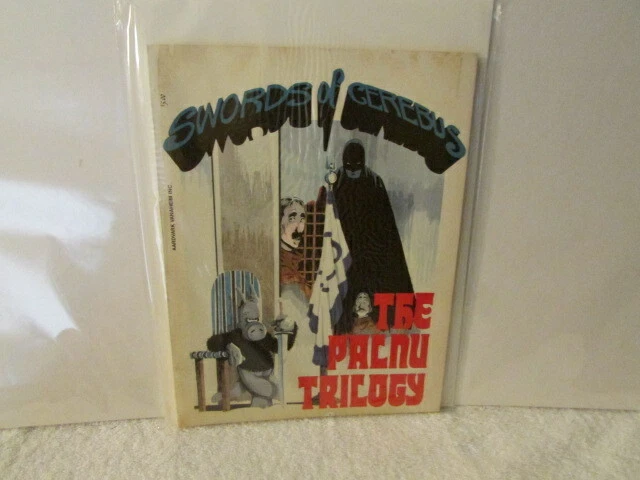 SWORDS of CEREBUS
AARDVARK VANAHEIM INC.
THE
PALNU
TRILOGY